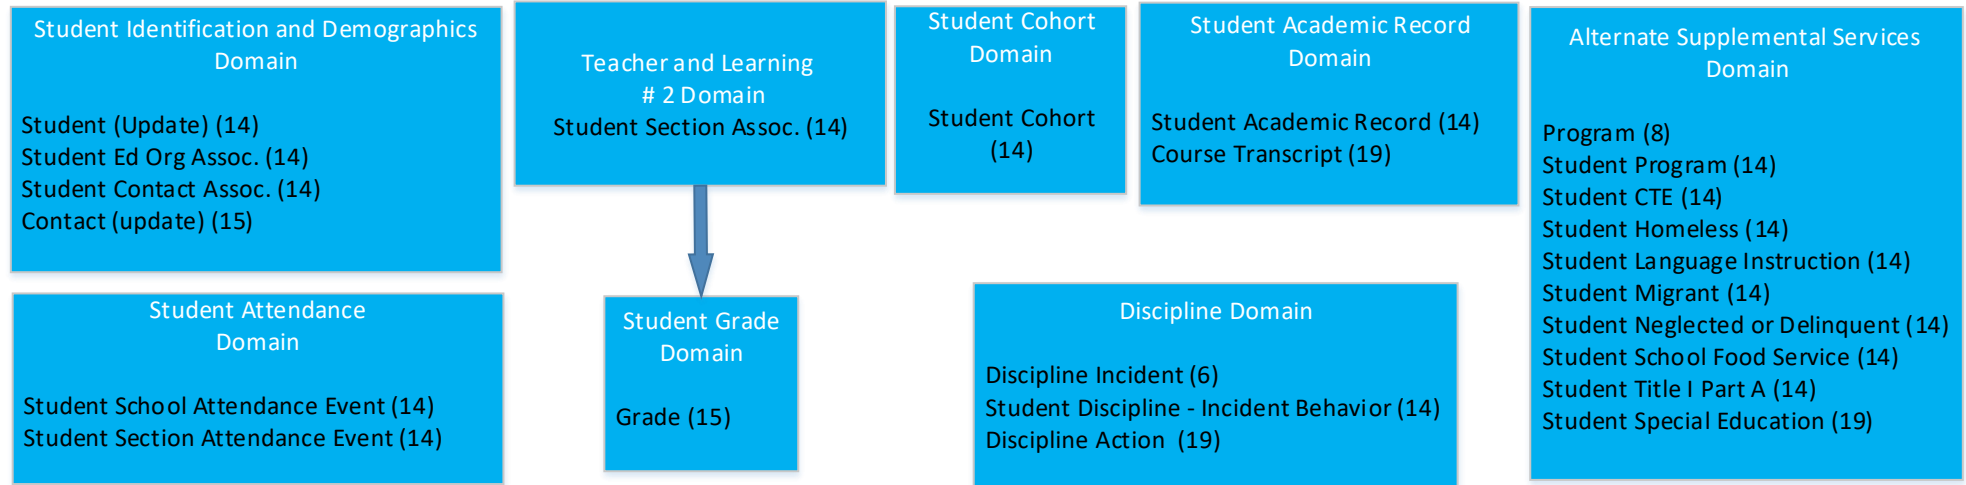 Student Identification and Demographics
Domain
Student (Update) (14)
Student Ed Org Assoc. (14)
Student Contact Assoc. (14)
Contact (update) (15)
Teacher and Learning
# 2 Domain
Student Section Assoc. (14)
Student Cohort
Domain
Student Cohort
(14)
Student Academic Record
Domain
Student Academic Record (14)
Course Transcript (19)
Alternate Supplemental Services
Domain
Program (8)
Student Program (14)
Student CTE (14)
Student Homeless (14)
Student Language Instruction (14)
Student Migrant (14)
Student Neglected or Delinquent (14)
Student School Food Service (14)
Student Title I Part A (14)
Student Special Education (19)
Student Attendance
Domain
Student School Attendance Event (14)
Student Section Attendance Event (14)
Student Grade
Domain
Grade (15)
Discipline Domain
Discipline Incident (6)
Student Discipline - Incident Behavior (14)
Discipline Action (19)